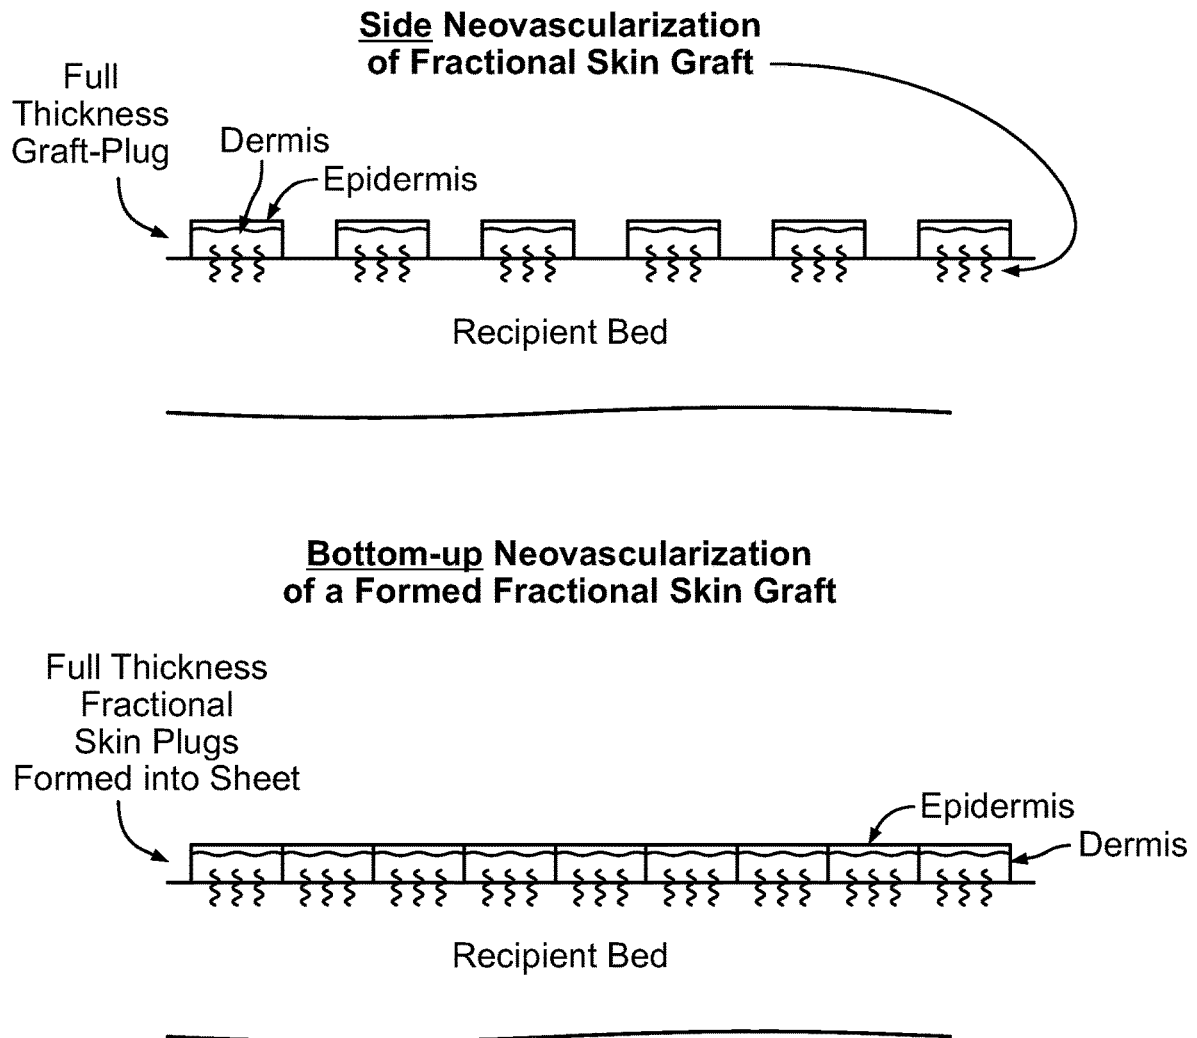 Side Neovascularization
of Fractional Skin Graft
Full
Thickness
Graft-Plug
Dermis
Epidermis
Recipient Bed
Bottom-up Neovascularization
of a Formed Fractional Skin Graft
Full Thickness
Fractional
Skin Plugs
Formed into Sheet
Epidermis
Dermis
Recipient Bed